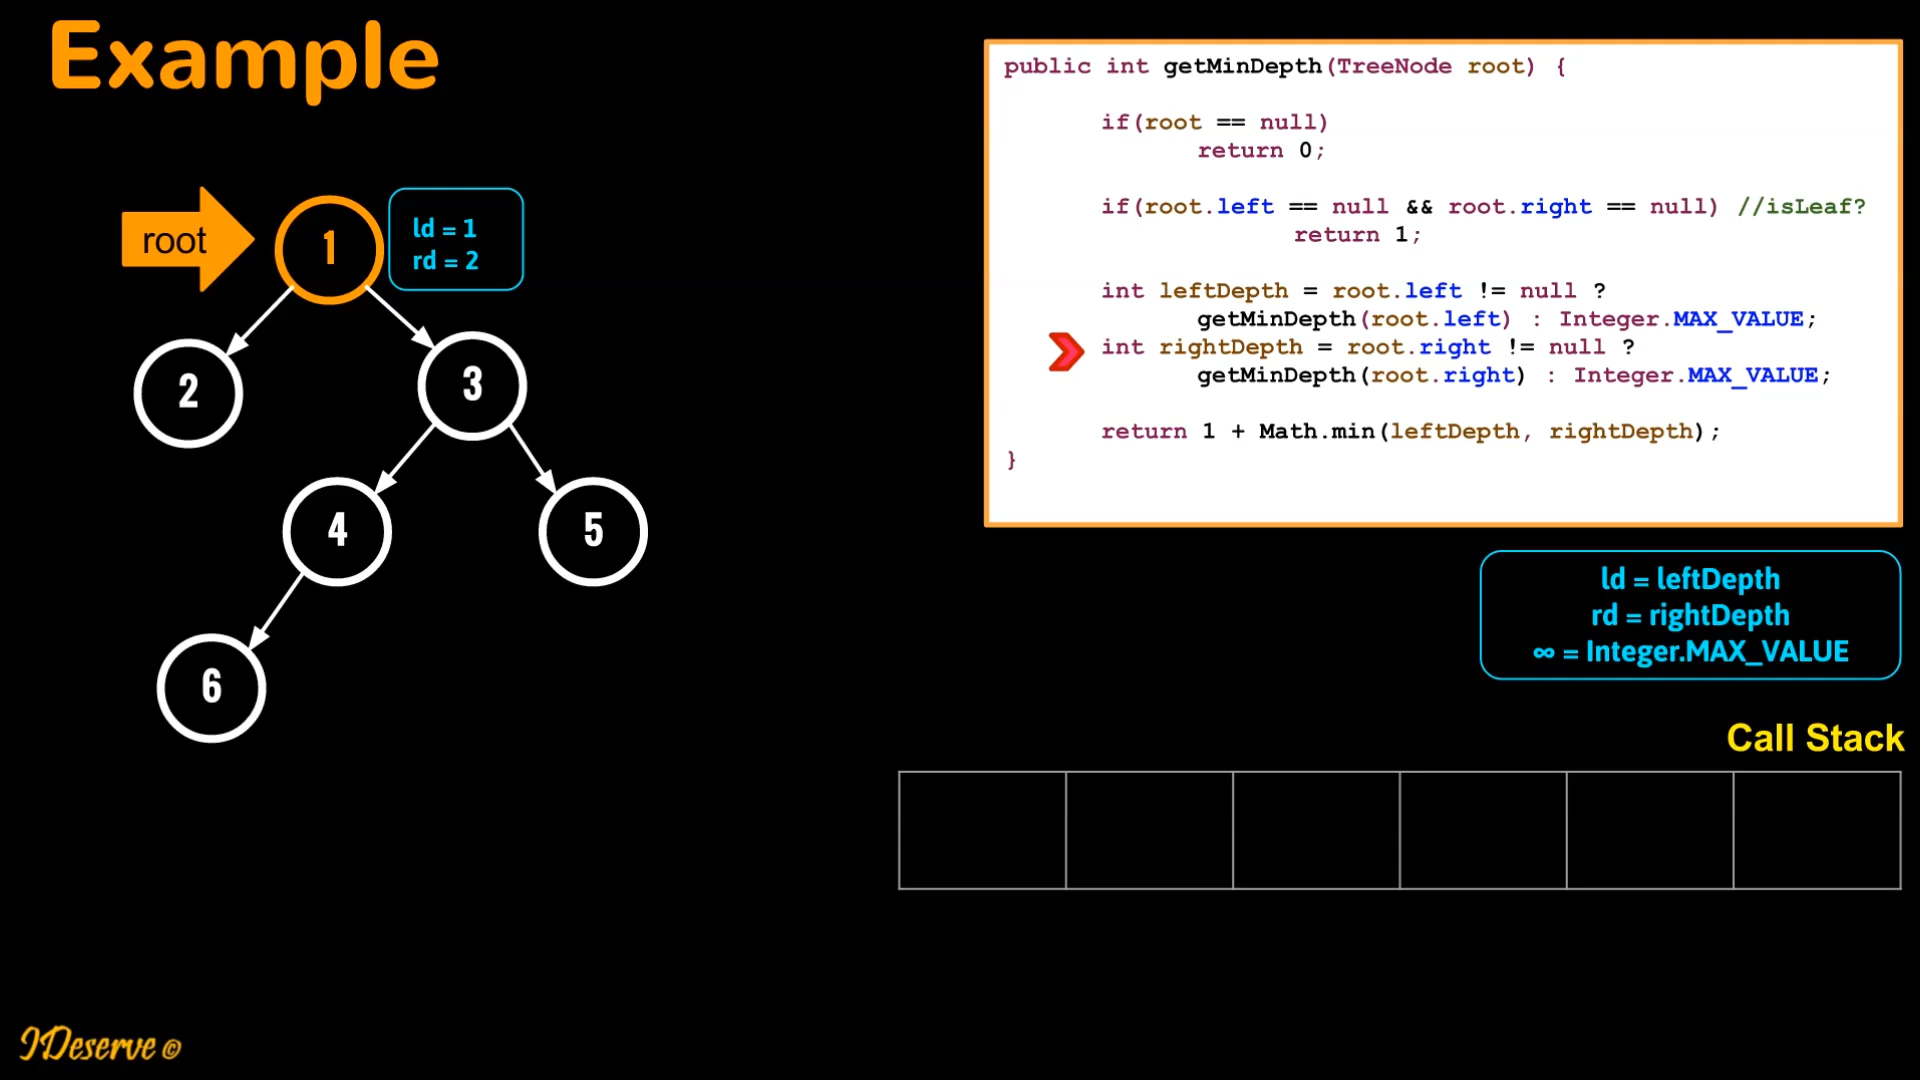 Example
root
1
ld = 1
rd = 2
2
3
4
5
6
public int getMinDepth(TreeNode root) {
if(root == null)
return 0;
if(root.left == null && root.right == null) //isLeaf?
return 1;
int leftDepth = root.left != null ?
getMinDepth(root.left) : Integer.MAX_VALUE;
int rightDepth = root.right != null ?
getMinDepth(root.right) : Integer.MAX_VALUE;
return 1 + Math.min(leftDepth, rightDepth);
}
ld = leftDepth
rd = rightDepth
∞ = Integer.MAX_VALUE
Call Stack
IDeserve ©